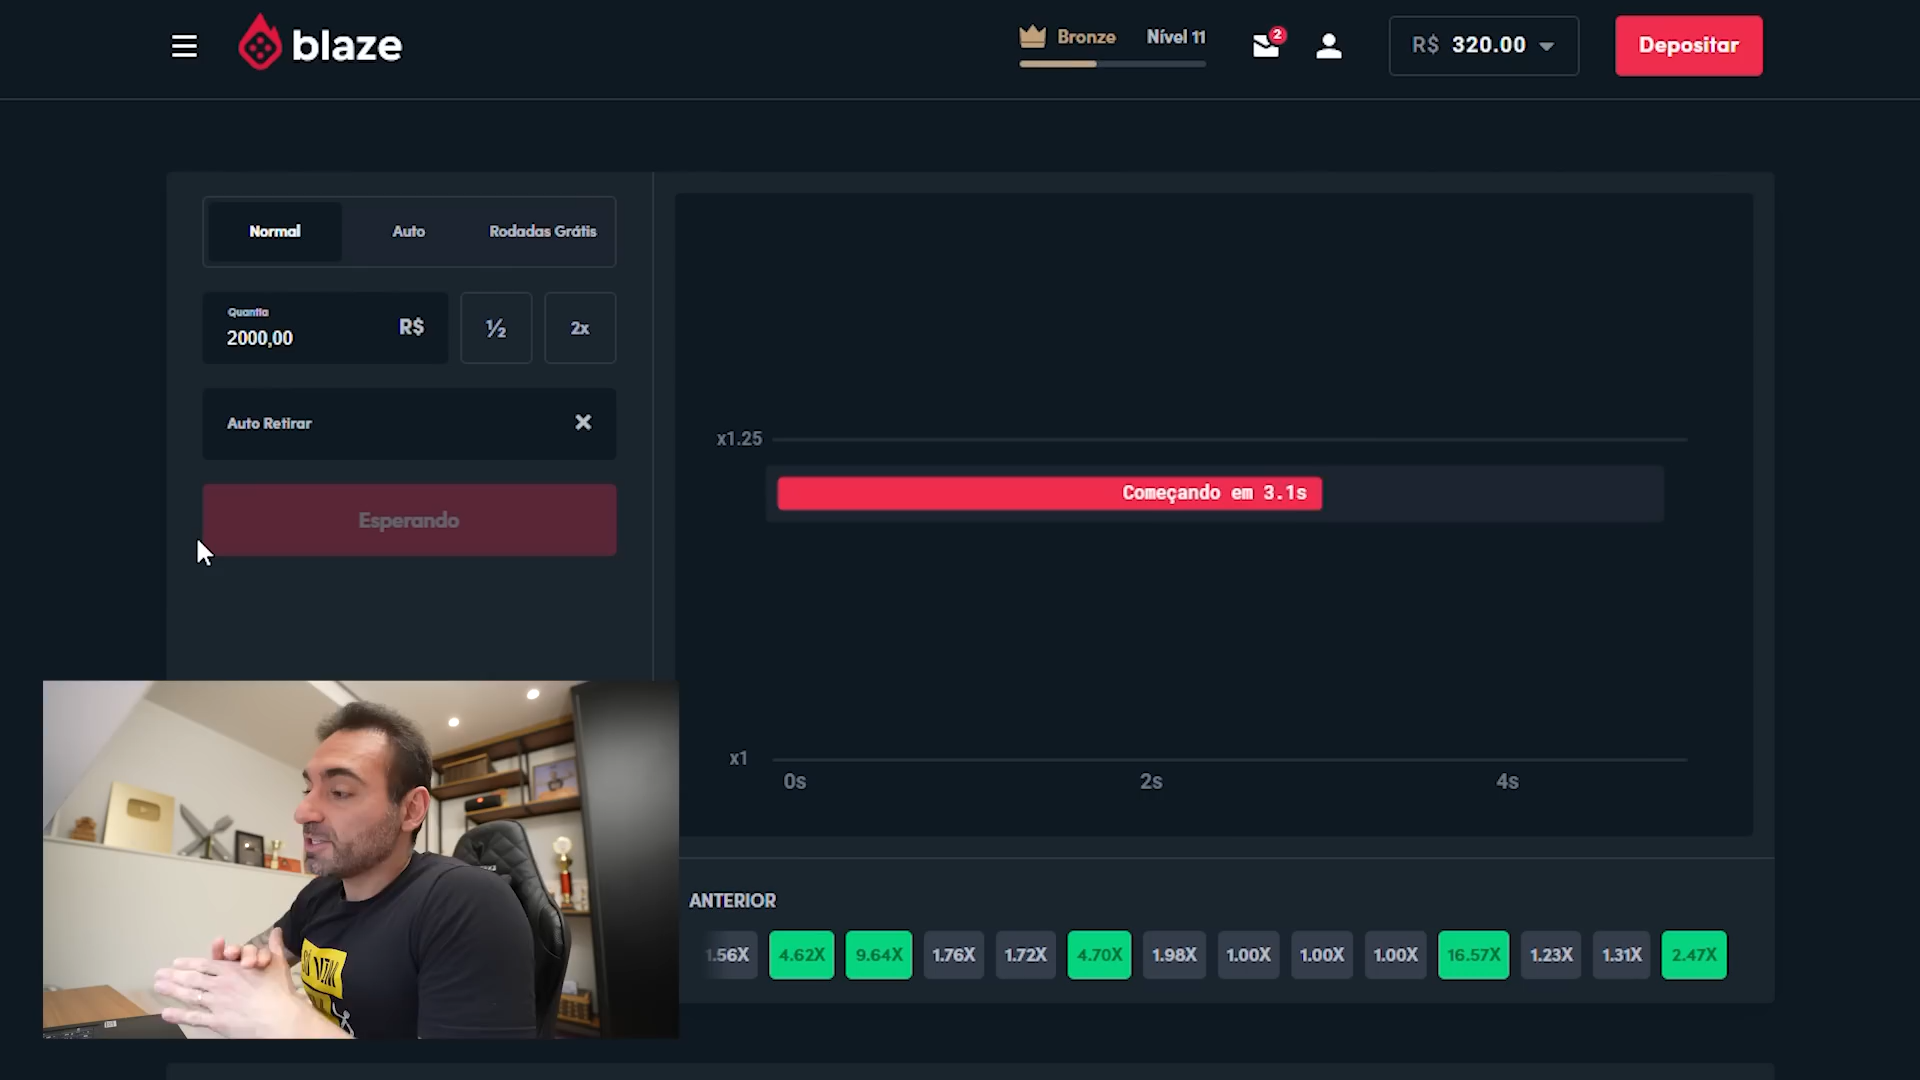 blaze
Bronze
Nível 11
2
R$ 320.00
Depositar
Normal
Auto
Rodadas Grátis
Quantia
2000,00
R$
½
2x
Auto Retirar
Esperando
x1.25
Começando em 3.1s
x1
0s
2s
4s
ANTERIOR
1.56X
4.62X
9.64X
1.76X
1.72X
4.70X
1.98X
1.00X
1.00X
1.00X
16.57X
1.23X
1.31X
2.47X